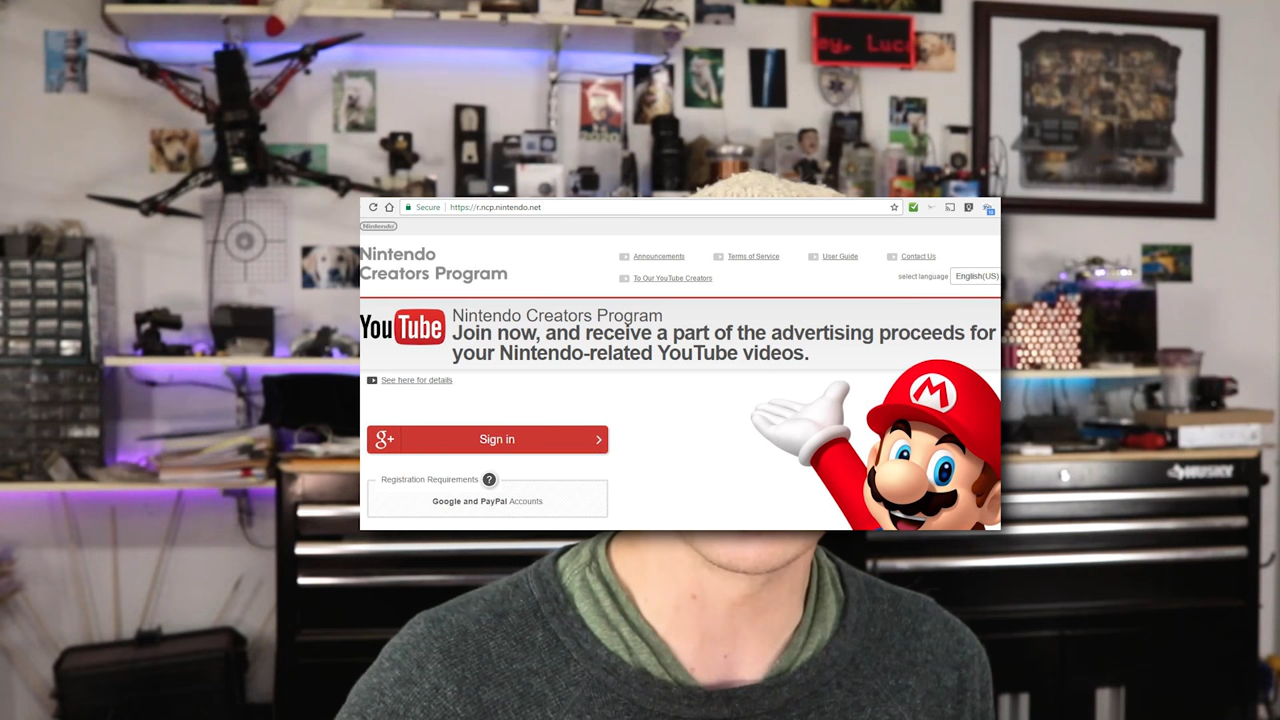 ey, Luca
Secure
https://r.ncp.nintendo.net
Nintendo
Nintendo
Creators Program
Announcements
Terms of Service
User Guide
Contact Us
To Our YouTube Creators
select language
English(US)
YouTube
Nintendo Creators Program
Join now, and receive a part of the advertising proceeds for
your Nintendo-related YouTube videos.
See here for details
g+
Sign in
Registration Requirements ?
Google and PayPal Accounts
M
HUSKY